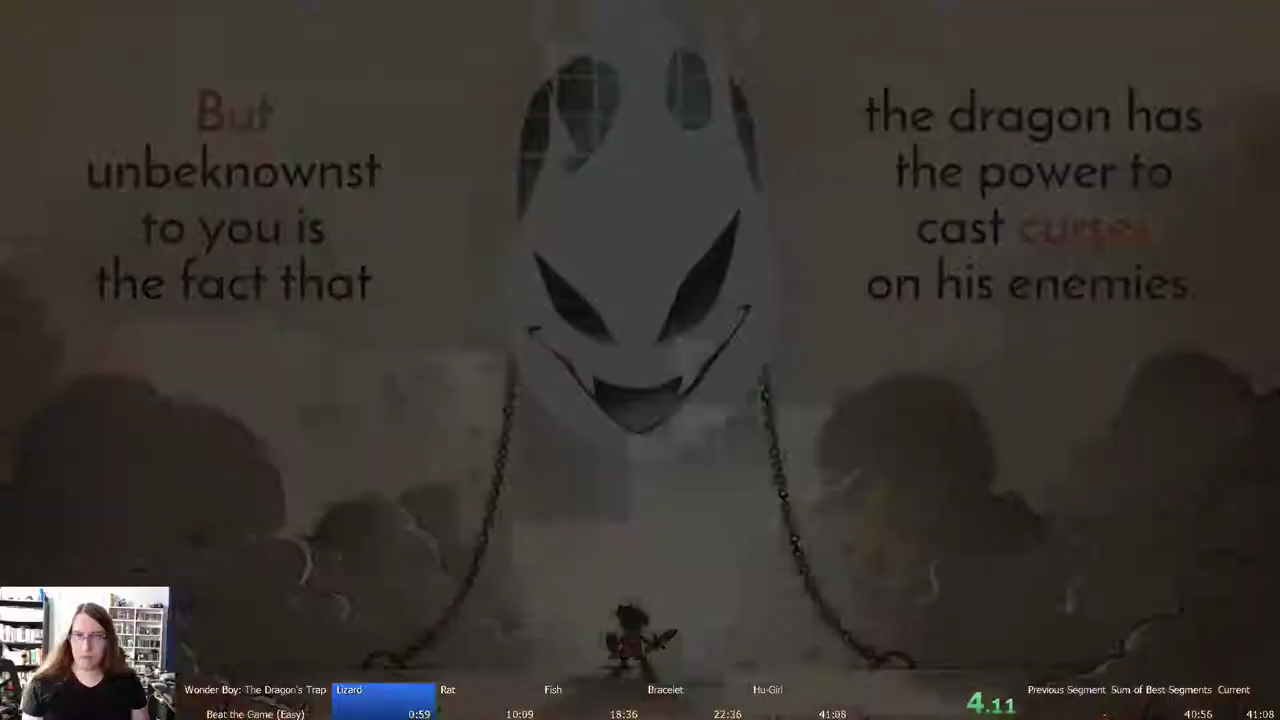 But
unbeknownst
to you is
the fact that
the dragon has
the power to
cast curses
on his enemies
Wonder Boy: The Dragon's Trap
Beat the Game (Easy)
Lizard
0:59
Rat
10:09
Fish
18:36
Bracelet
22:36
Hu-Girl
41:08
4.11
Previous Segment
Sum of Best Segments
40:56
Current
41:08